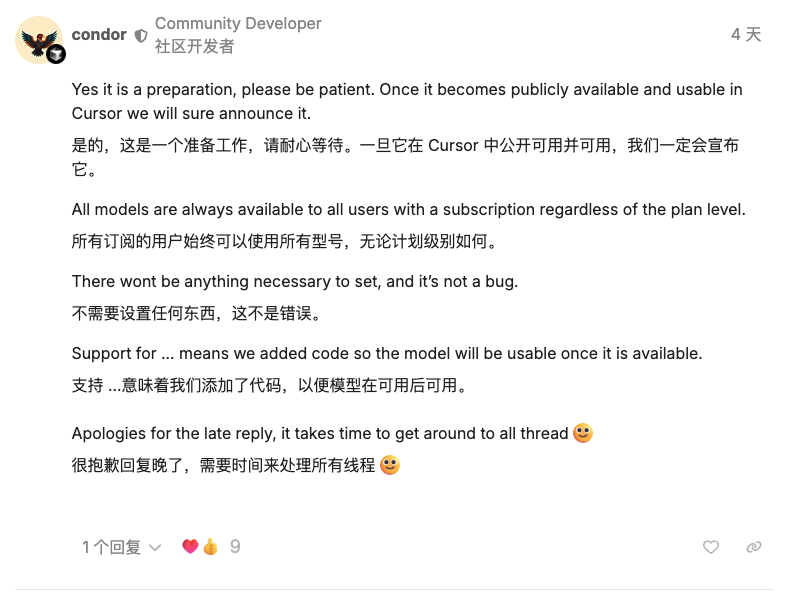 condor
Community Developer
社区开发者
4 天
Yes it is a preparation, please be patient. Once it becomes publicly available and usable in
Cursor we will sure announce it.
是的，这是一个准备工作，请耐心等待。一旦它在 Cursor 中公开可用并可用，我们一定会宣布
它。
All models are always available to all users with a subscription regardless of the plan level.
所有订阅的用户始终可以使用所有型号，无论计划级别如何。
There wont be anything necessary to set, and it’s not a bug.
不需要设置任何东西，这不是错误。
Support for ... means we added code so the model will be usable once it is available.
支持 ...意味着我们添加了代码，以便模型在可用后可用。
Apologies for the late reply, it takes time to get around to all thread
很抱歉回复晚了，需要时间来处理所有线程
1 个回复
9